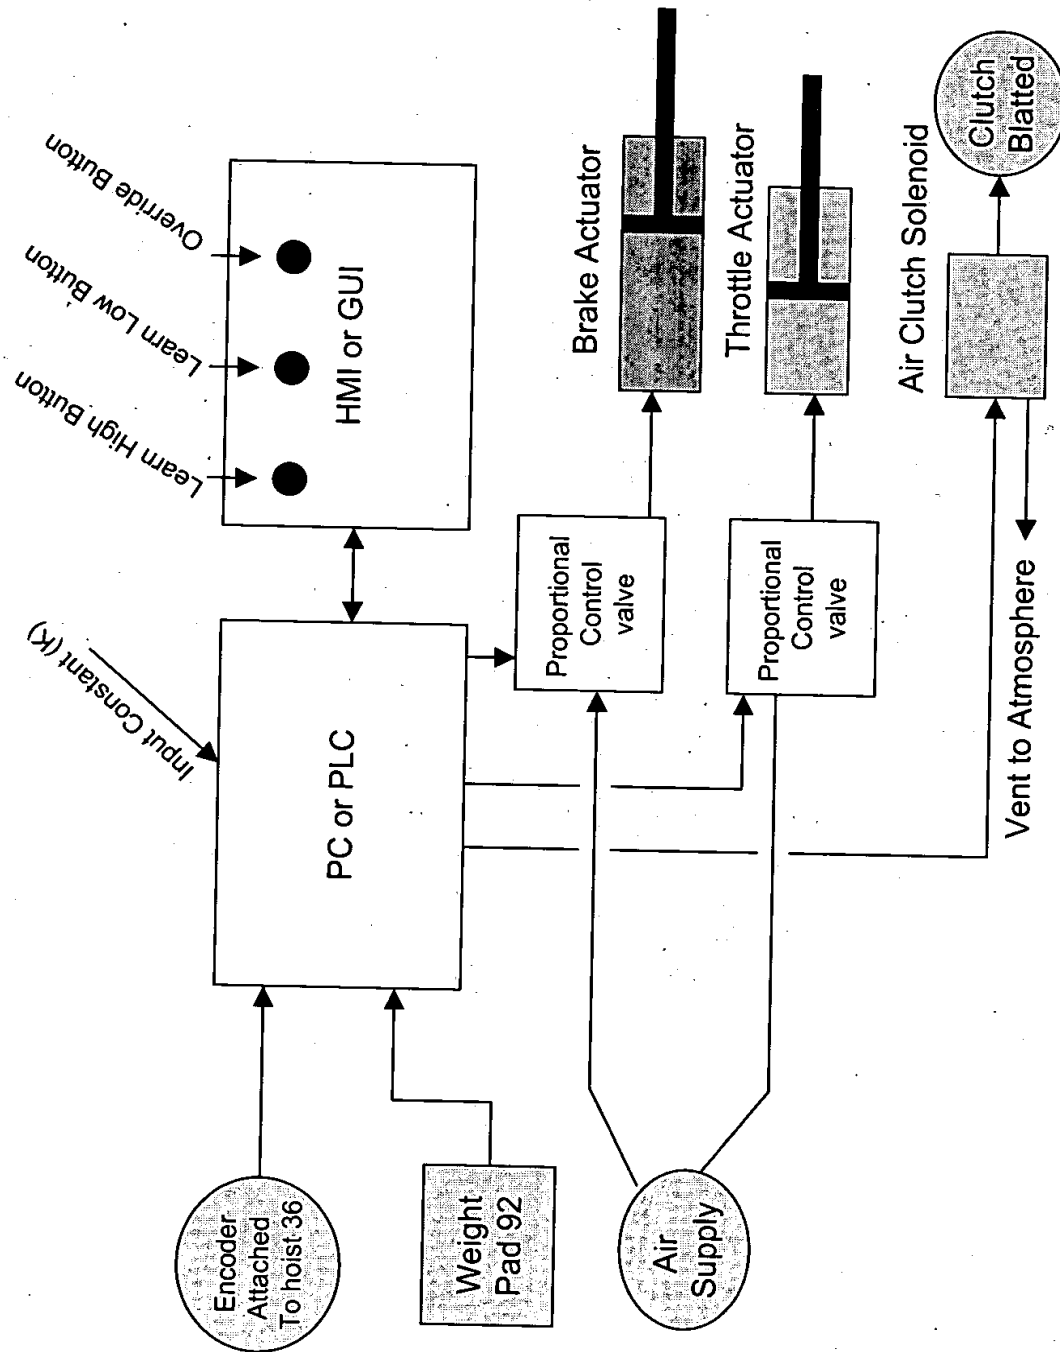 Override Button
Learn Low Button
Learn High Button
HMI or GUI
Input Constant (K)
PC or PLC
Encoder
Attached
To hoist 36
Weight
Pad 92
Air
Supply
Proportional
Control
valve
Brake Actuator
Proportional
Control
valve
Throttle Actuator
Air Clutch Solenoid
Clutch
Blatted
Vent to Atmosphere